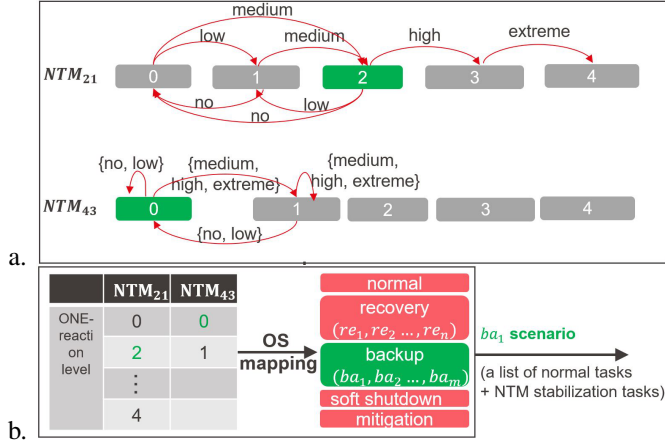 medium
low
medium
high
extreme
NTM₂₁
0
1
2
3
4
no
low
no
{no, low}
{medium,
high, extreme}
{medium,
high, extreme}
NTM₄₃
0
1
2
3
4
{no, low}
a.
NTM₂₁ NTM₄₃
ONE-
reacti
on
level
0 0
2 1
⋮
4
OS
mapping
normal
recovery
(re₁, re₂ …, reₙ)
backup
(ba₁, ba₂ …, baₘ)
soft shutdown
mitigation
ba₁ scenario
(a list of normal tasks
+ NTM stabilization tasks)
b.